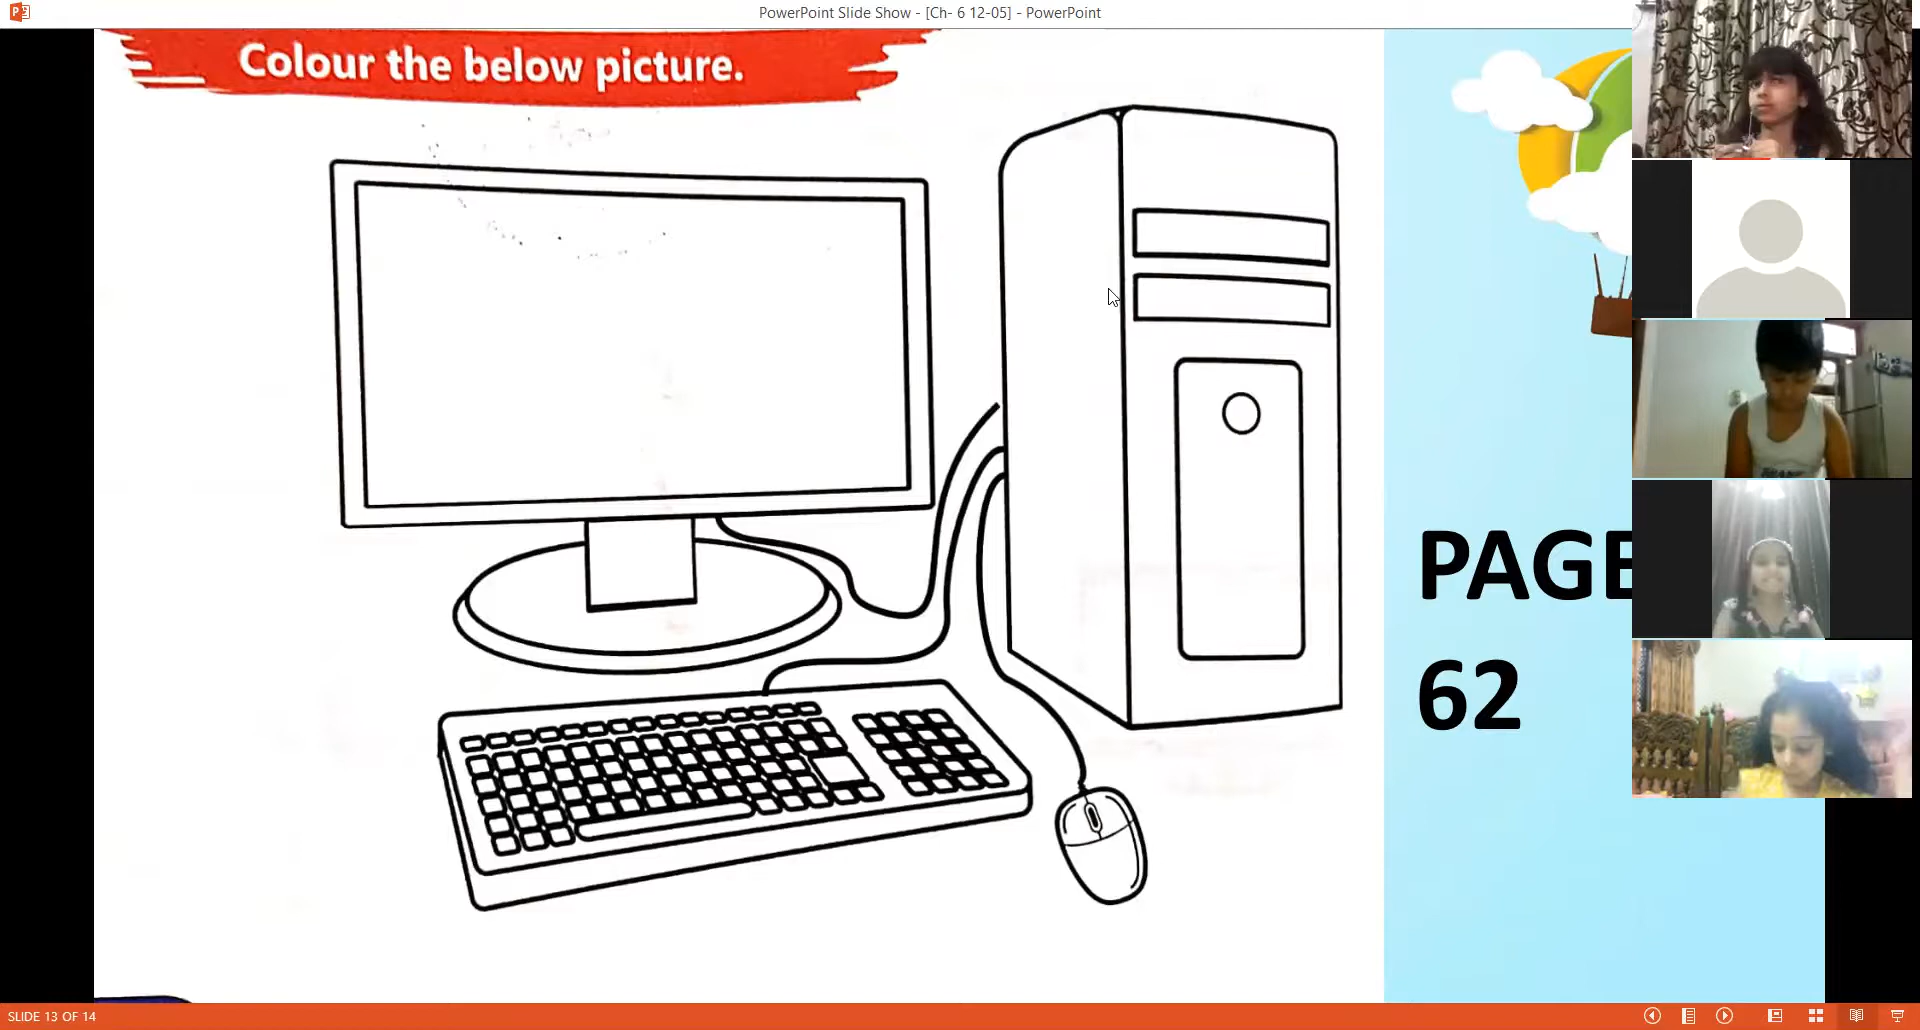 PowerPoint Slide Show - [Ch- 6 12-05] - PowerPoint
Colour the below picture.
PAGE
62
SLIDE 13 OF 14